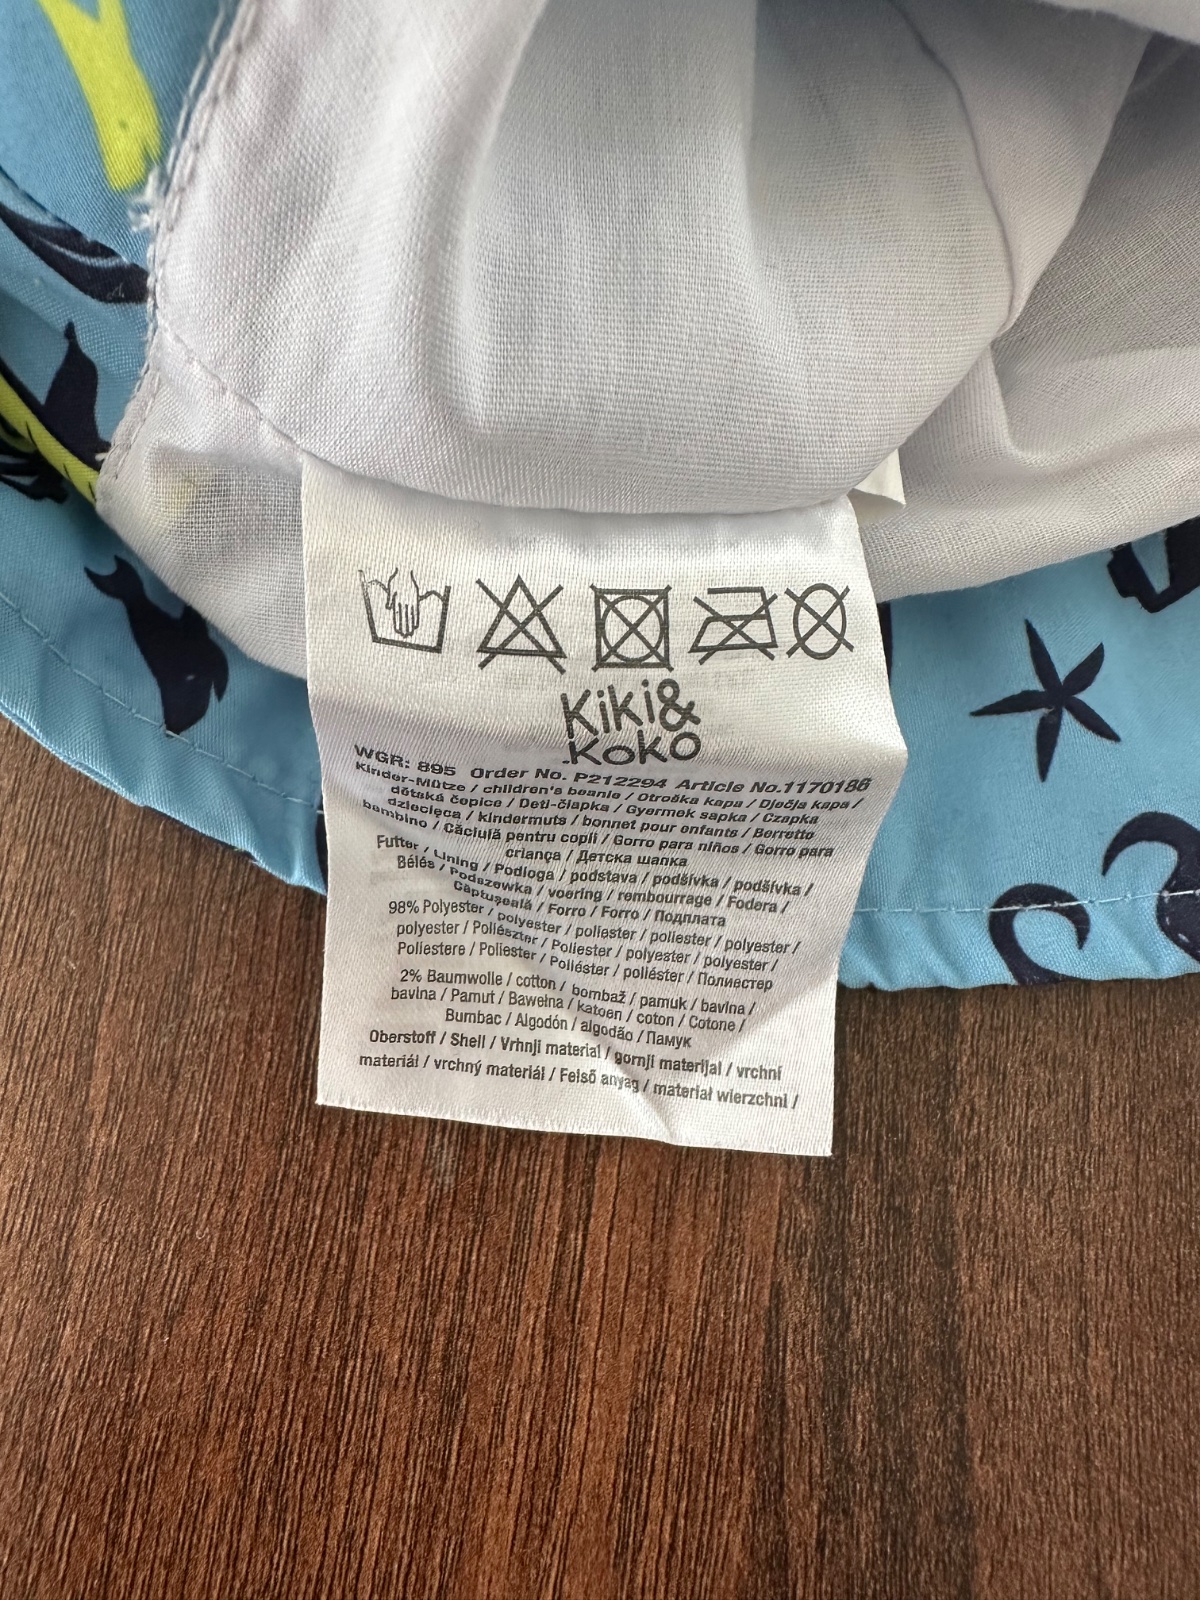 Kiki&
Koko
WGR: 895 Order No. P212294 Article No.1170186
Kinder-Mütze / children's beanie / Otroška kapa / Dječja kapa /
dětská čepice / Deti-čiapka / Gyermek sapka / Czapka
dziecięca / kindermuts / bonnet pour enfants / Berretto
bambino / Căciulă pentru copii / Gorro para niños / Gorro para
criança / Детска шапка
Futter / Lining / Podloga / podstava / podšívka / podšívka /
Bélés / Podszewka / voering / rembourrage / Fodera /
Căptușeală / Forro / Forro / Подплата
98% Polyester / polyester / poliester / poliester / polyester /
polyester / Poliészter / Poliester / polyester / polyester /
Poliestere / Poliester / Poliéster / poliéster / Полиестер
2% Baumwolle / cotton / bombaž / pamuk / bavlna /
bavlna / Pamut / Bawełna / katoen / coton / Cotone /
Bumbac / Algodón / algodão / Памук
Oberstoff / Shell / Vrhnji material / gornji materijal / vrchní
materiál / vrchný materiál / Felső anyag / materiał wierzchni /